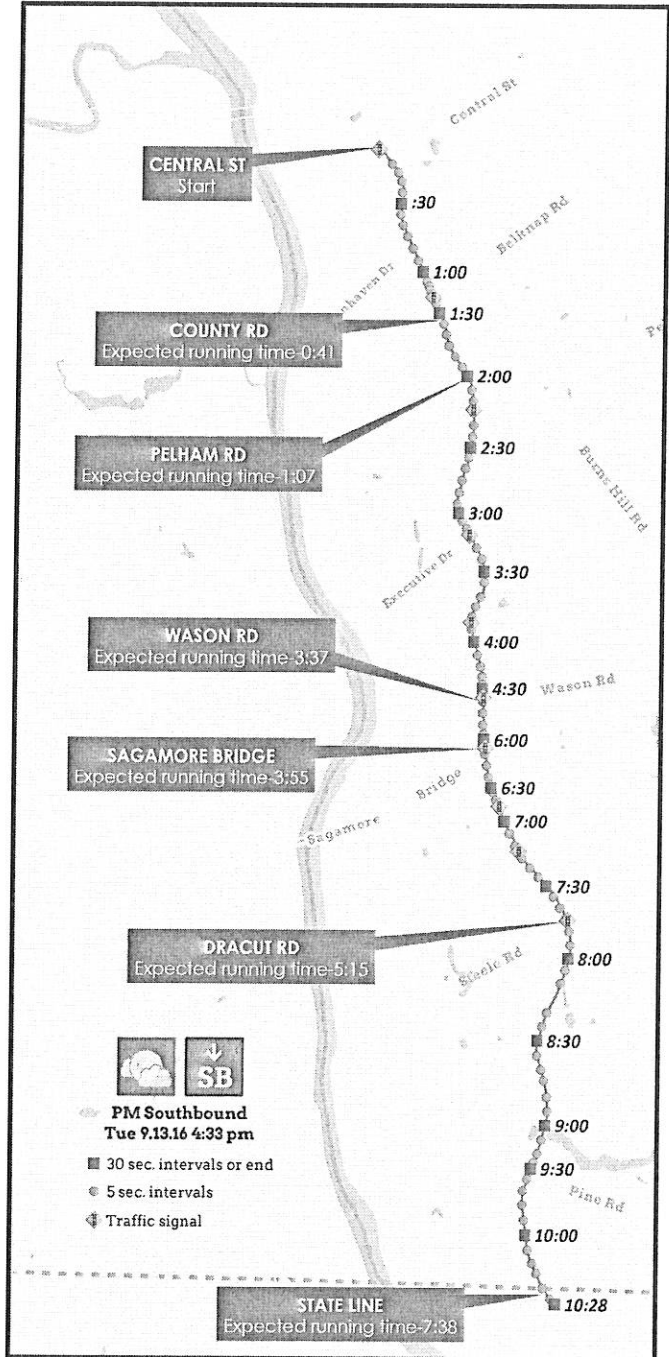 Central St
CENTRAL ST
Start
:30
Belknap Rd
1:00
nhaven Dr
1:30
COUNTY RD
Expected running time-0:41
2:00
PELHAM RD
Expected running time-1:07
2:30
Burns Hill Rd
3:00
Executive Dr
3:30
WASON RD
Expected running time-3:37
4:00
4:30
Wason Rd
6:00
SAGAMORE BRIDGE
Expected running time-3:55
Sagamore Bridge
6:30
7:00
7:30
DRACUT RD
Expected running time-5:15
Steele Rd
8:00
8:30
SB
PM Southbound
Tue 9.13.16 4:33 pm
30 sec. intervals or end
5 sec. intervals
Traffic signal
9:00
9:30
Pine Rd
10:00
STATE LINE
Expected running time-7:38
10:28